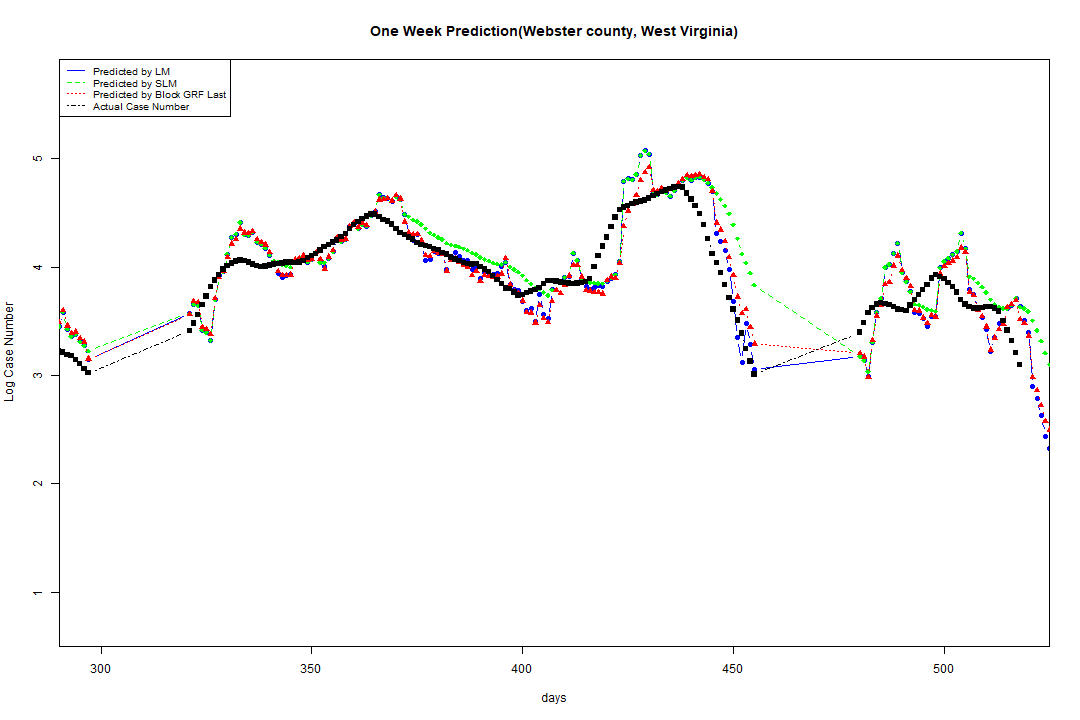 One Week Prediction(Webster county, West Virginia)
Predicted by LM
Predicted by SLM
Predicted by Block GRF Last
Actual Case Number
5
4
3
2
1
Log Case Number
300 350 400 450 500
days